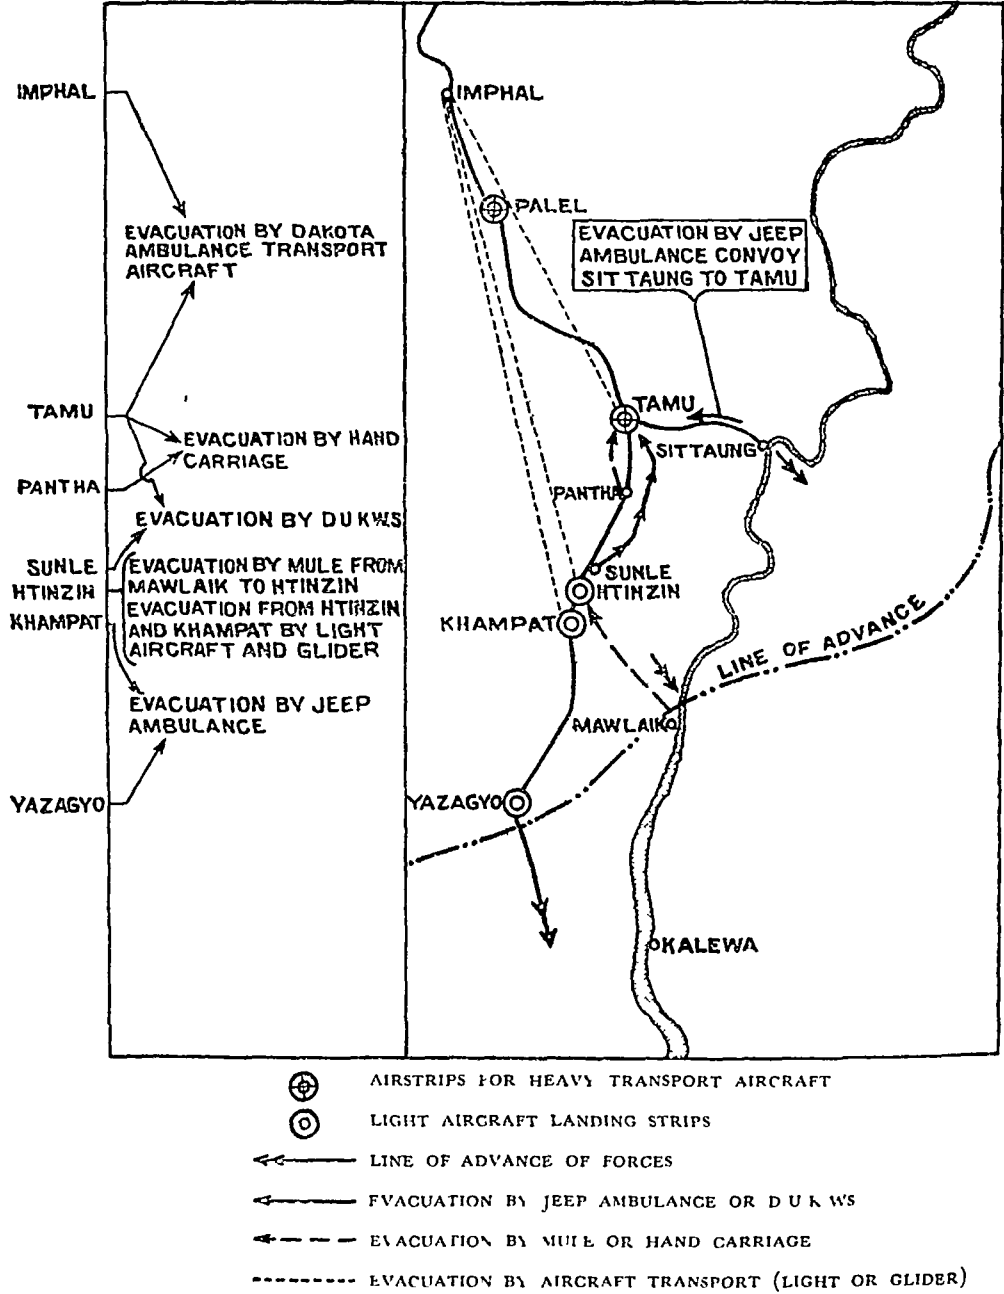 IMPHAL
EVACUATION BY DAKOTA
AMBULANCE TRANSPORT
AIRCRAFT
TAMU
EVACUATION BY HAND
CARRIAGE
PANTHA
EVACUATION BY DUKWS
SUNLE
HTINZIN
KHAMPAT
EVACUATION BY MULE FROM
MAWLAIK TO HTINZIN
EVACUATION FROM HTINZIN
AND KHAMPAT BY LIGHT
AIRCRAFT AND GLIDER
EVACUATION BY JEEP
AMBULANCE
YAZAGYO
IMPHAL
PALEL
EVACUATION BY JEEP
AMBULANCE CONVOY
SITTAUNG TO TAMU
TAMU
SITTAUNG
PANTHA
SUNLE
HTINZIN
KHAMPAT
LINE OF ADVANCE
MAWLAIK
YAZAGYO
KALEWA
AIRSTRIPS FOR HEAVY TRANSPORT AIRCRAFT
LIGHT AIRCRAFT LANDING STRIPS
LINE OF ADVANCE OF FORCES
EVACUATION BY JEEP AMBULANCE OR D U K WS
EVACUATION BY MULE OR HAND CARRIAGE
EVACUATION BY AIRCRAFT TRANSPORT (LIGHT OR GLIDER)